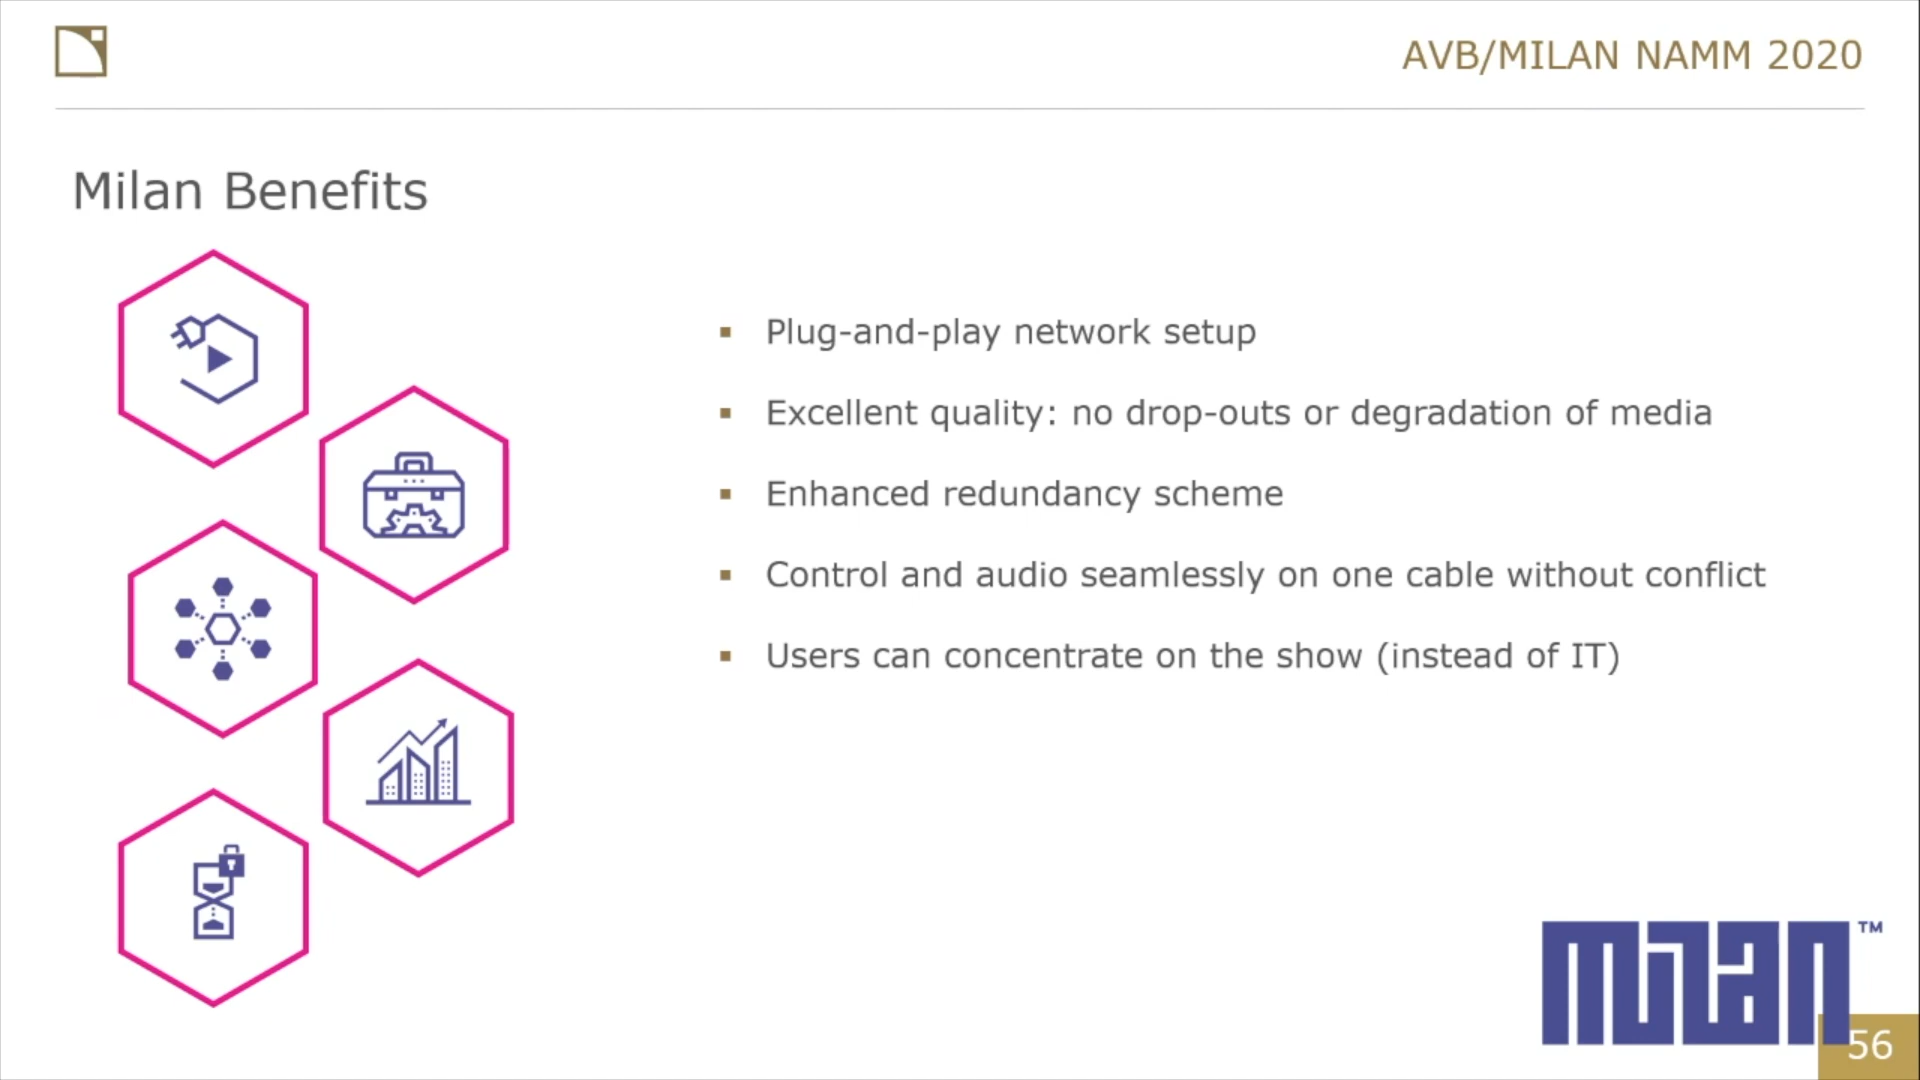 AVB/MILAN NAMM 2020
Milan Benefits
▪ Plug-and-play network setup
▪ Excellent quality: no drop-outs or degradation of media
▪ Enhanced redundancy scheme
▪ Control and audio seamlessly on one cable without conflict
▪ Users can concentrate on the show (instead of IT)
milan™
56